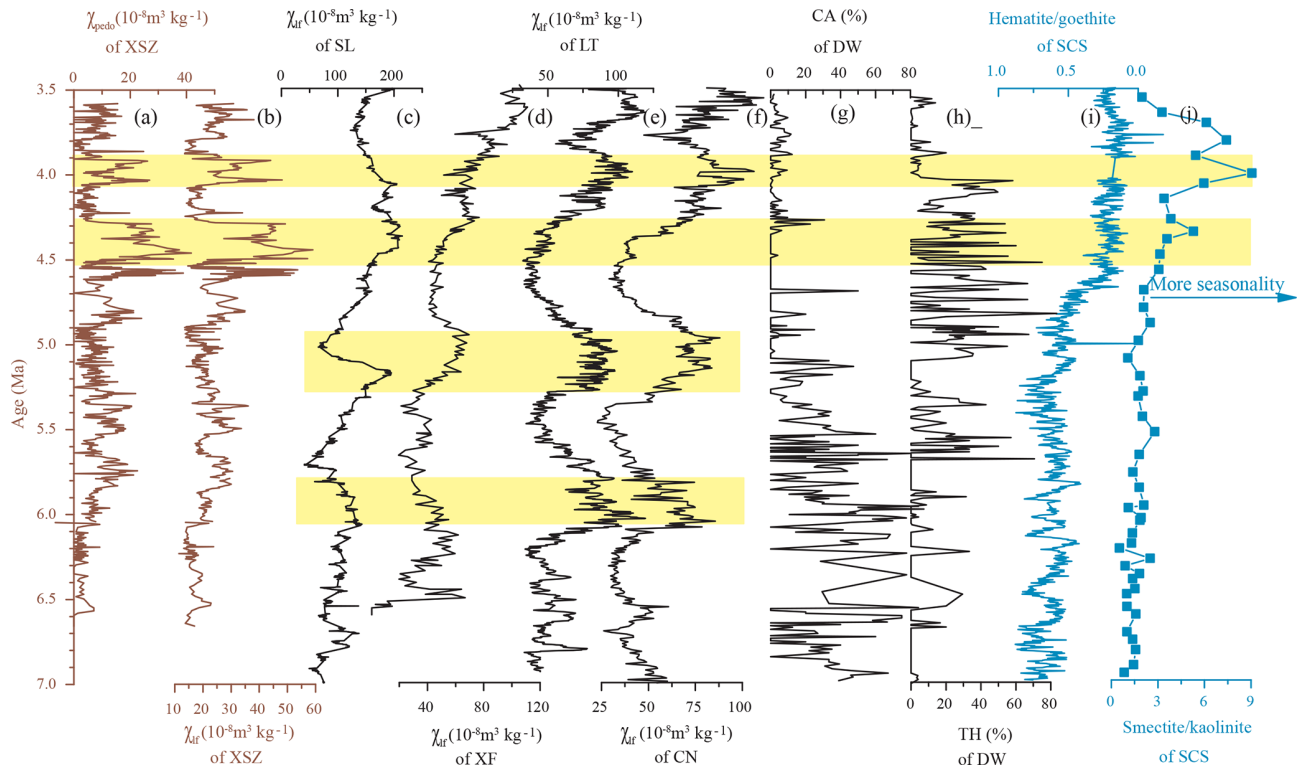 χpedo(10⁻⁸m³ kg⁻¹)
of XSZ
χlf(10⁻⁸m³ kg⁻¹)
of SL
χlf(10⁻⁸m³ kg⁻¹)
of LT
CA (%)
of DW
Hematite/goethite
of SCS
0 20 40
0 100 200
50 100
0 20 40 60 80
1.0 0.5 0.0
3.5
4.0
4.5
5.0
5.5
6.0
6.5
7.0
Age (Ma)
(a) (b) (c) (d) (e) (f) (g) (h)_ (i) (j)
More seasonality
10 20 30 40 50 60
40 80 120
25 50 75 100
0 20 40 60 80
0 3 6 9
χlf(10⁻⁸m³ kg⁻¹)
of XSZ
χlf(10⁻⁸m³ kg⁻¹)
of XF
χlf(10⁻⁸m³ kg⁻¹)
of CN
TH (%)
of DW
Smectite/kaolinite
of SCS